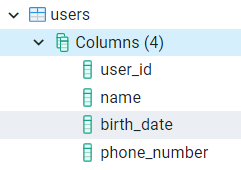 users
Columns (4)
user_id
name
birth_date
phone_number